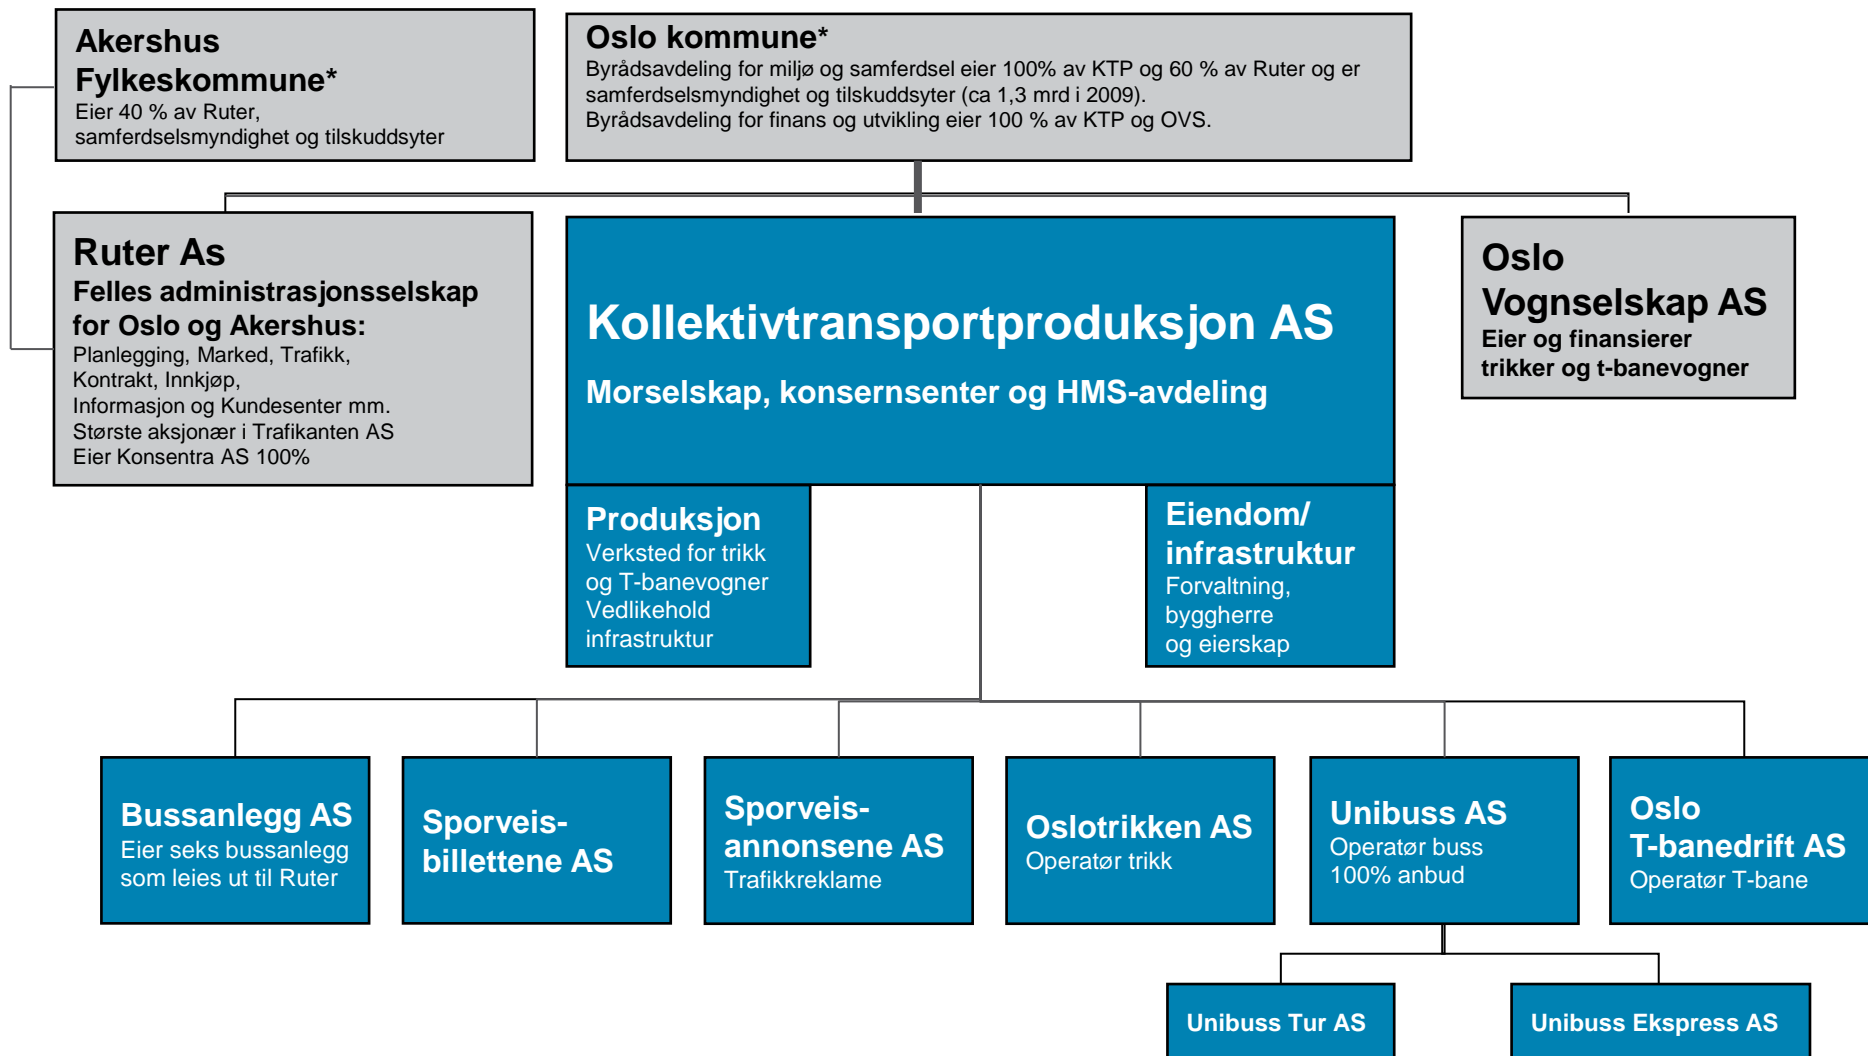 Akershus
Fylkeskommune*
Eier 40 % av Ruter,
samferdselsmyndighet og tilskuddsyter
Oslo kommune*
Byrådsavdeling for miljø og samferdsel eier 100% av KTP og 60 % av Ruter og er
samferdselsmyndighet og tilskuddsyter (ca 1,3 mrd i 2009).
Byrådsavdeling for finans og utvikling eier 100 % av KTP og OVS.
Ruter As
Felles administrasjonsselskap
for Oslo og Akershus:
Planlegging, Marked, Trafikk,
Kontrakt, Innkjøp,
Informasjon og Kundesenter mm.
Største aksjonær i Trafikanten AS
Eier Konsentra AS 100%
Kollektivtransportproduksjon AS
Morselskap, konsernsenter og HMS-avdeling
Oslo
Vognselskap AS
Eier og finansierer
trikker og t-banevogner
Produksjon
Verksted for trikk
og T-banevogner
Vedlikehold
infrastruktur
Eiendom/
infrastruktur
Forvaltning,
byggherre
og eierskap
Bussanlegg AS
Eier seks bussanlegg
som leies ut til Ruter
Sporveis-
billettene AS
Sporveis-
annonsene AS
Trafikkreklame
Oslotrikken AS
Operatør trikk
Unibuss AS
Operatør buss
100% anbud
Oslo
T-banedrift AS
Operatør T-bane
Unibuss Tur AS
Unibuss Ekspress AS